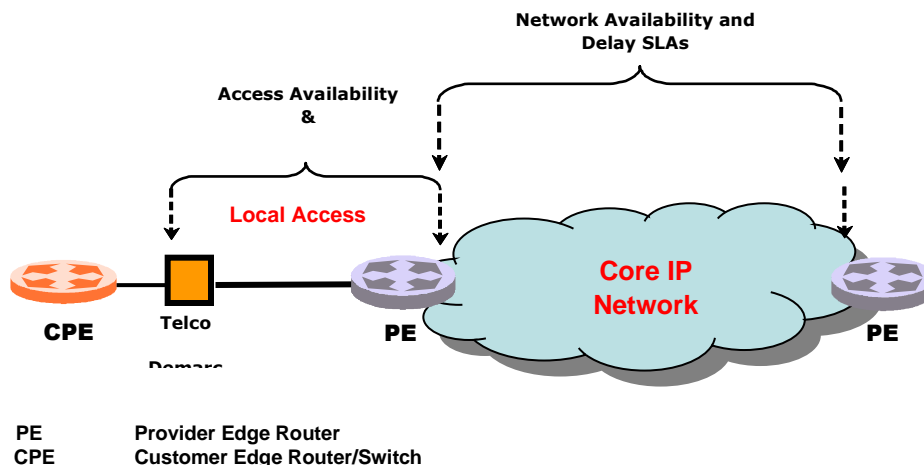 Network Availability and
Delay SLAs
Access Availability
&
Local Access
Core IP
Network
CPE
Telco
Demarc
PE
PE
PE Provider Edge Router
CPE Customer Edge Router/Switch